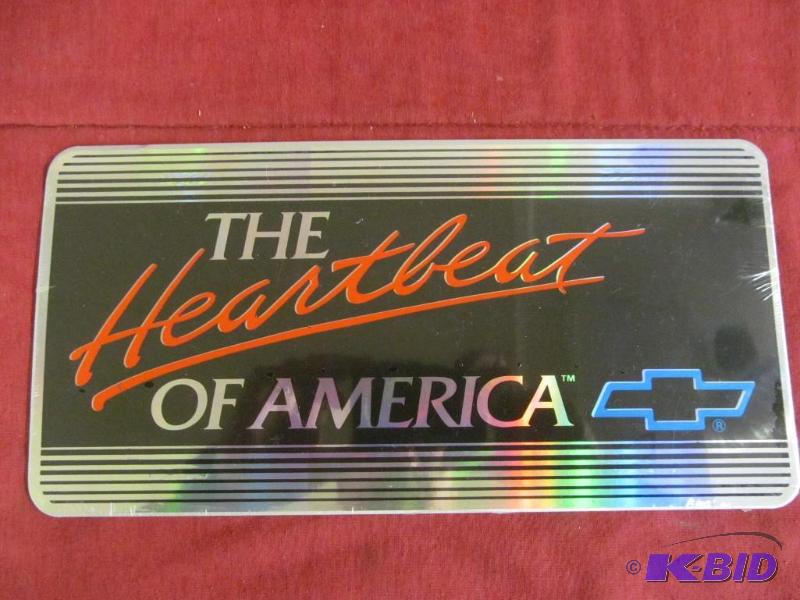 THE
Heartbeat
OF AMERICA™
®
© K-BID